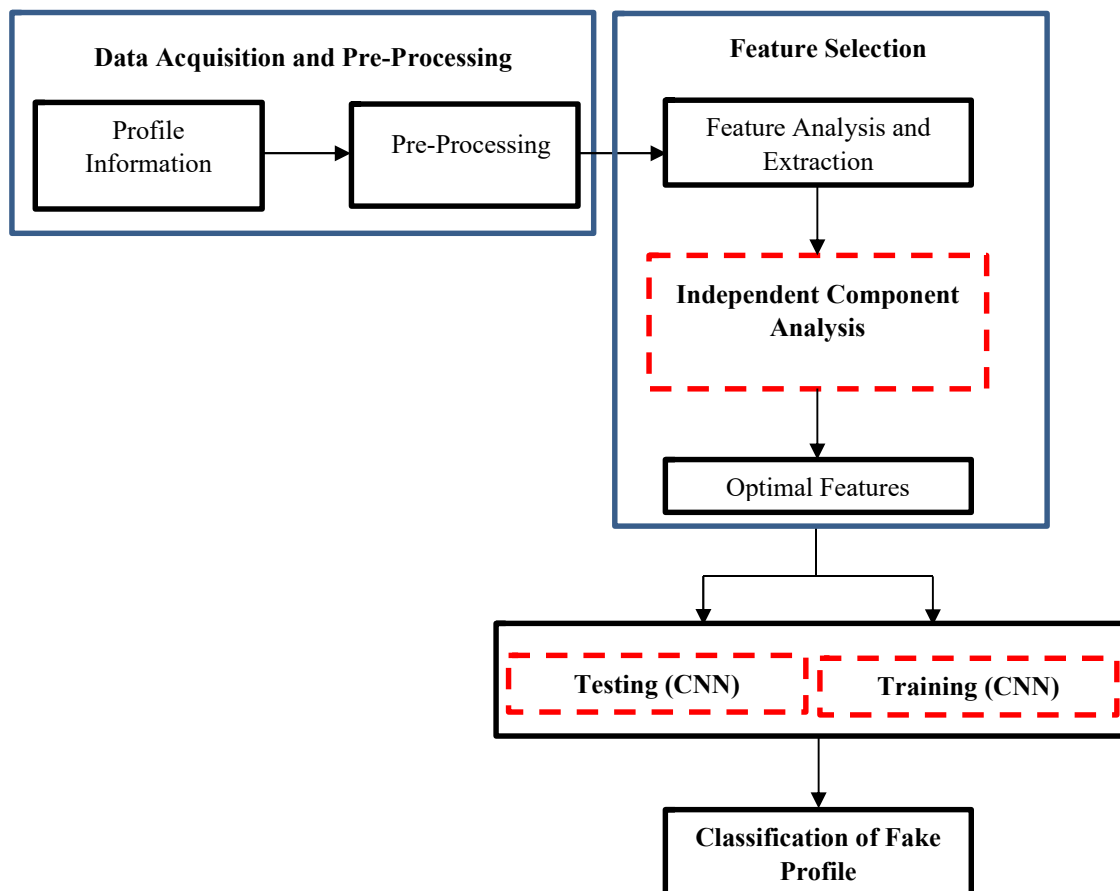 Data Acquisition and Pre-Processing
Profile
Information
Pre-Processing
Feature Selection
Feature Analysis and
Extraction
Independent Component
Analysis
Optimal Features
Testing (CNN)
Training (CNN)
Classification of Fake
Profile